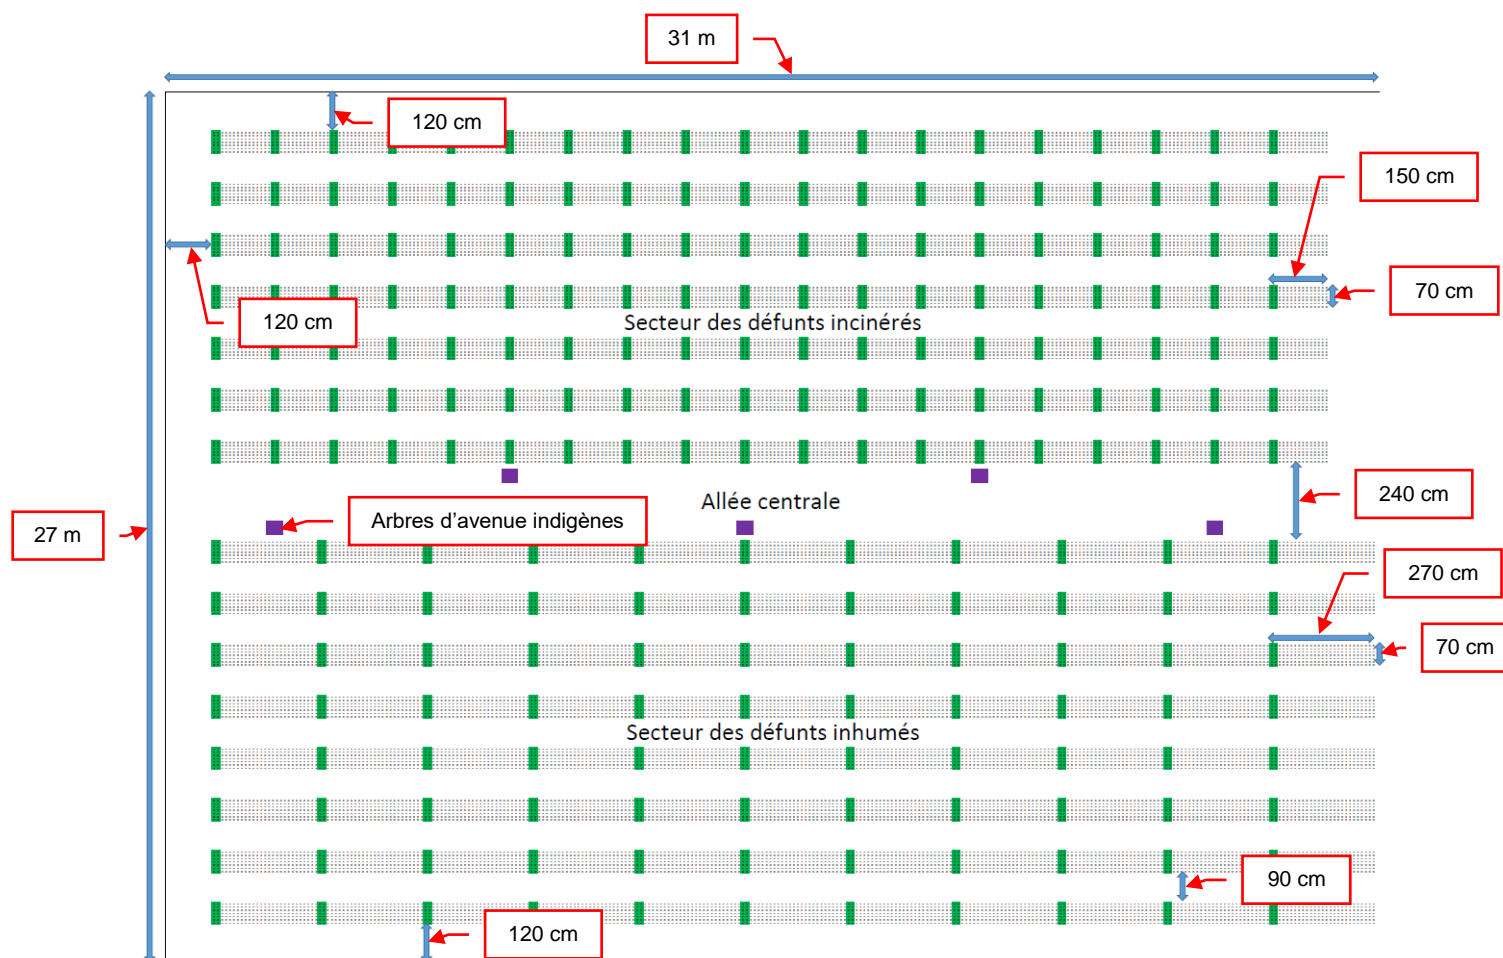 31 m
120 cm
150 cm
70 cm
120 cm
Secteur des défunts incinérés
240 cm
Allée centrale
27 m
Arbres d’avenue indigènes
270 cm
70 cm
Secteur des défunts inhumés
90 cm
120 cm